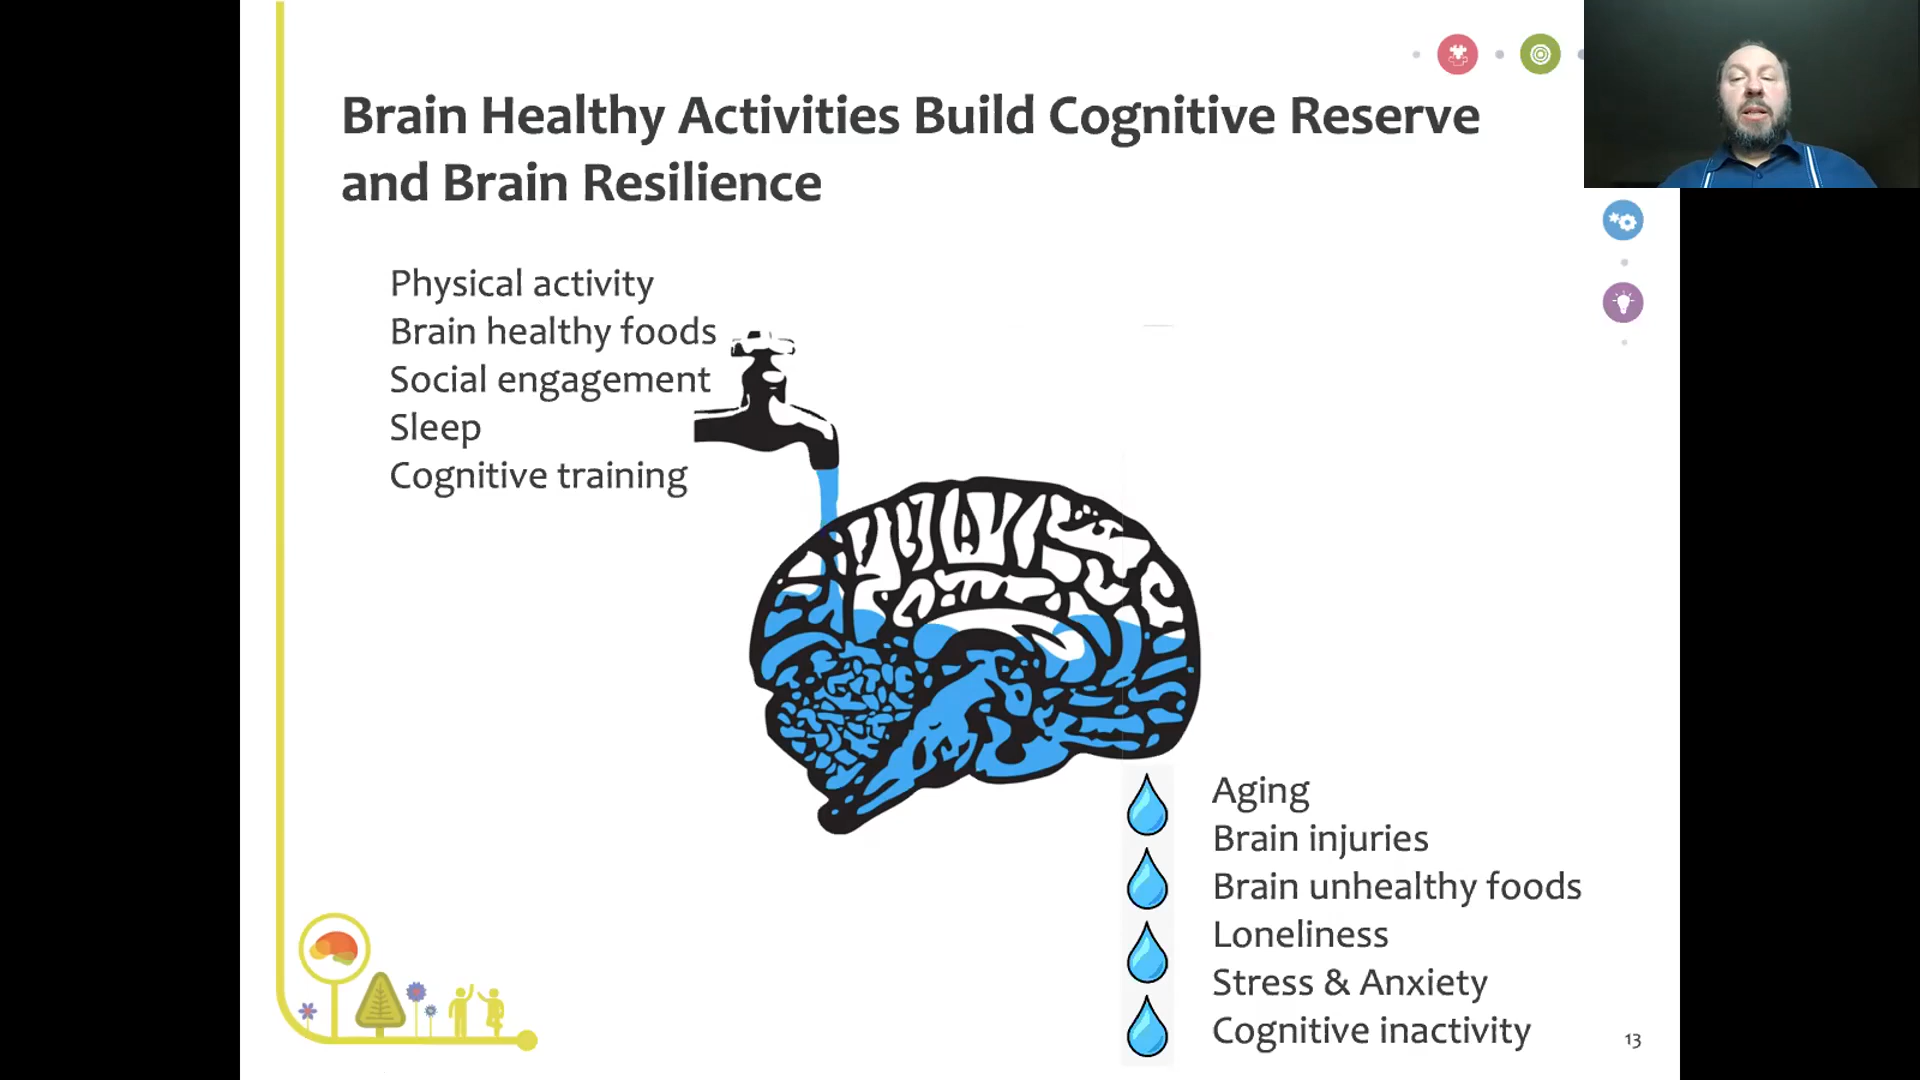 Brain Healthy Activities Build Cognitive Reserve
and Brain Resilience
Physical activity
Brain healthy foods
Social engagement
Sleep
Cognitive training
Aging
Brain injuries
Brain unhealthy foods
Loneliness
Stress & Anxiety
Cognitive inactivity
13